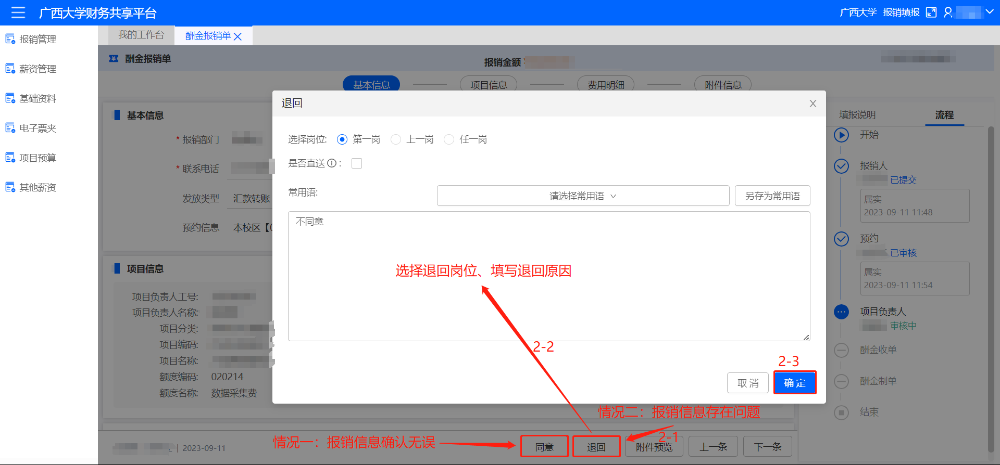 广西大学财务共享平台
广西大学 报销填报
报销管理
薪资管理
基础资料
电子票夹
项目预算
其他薪资
我的工作台
酬金报销单
酬金报销单
报销金额
基本信息
项目信息
费用明细
附件信息
基本信息
* 报销部门
* 联系电话
发放类型 汇款转账
预约信息 本校区【0
项目信息
项目负责人工号:
项目负责人名称:
项目分类:
项目编码:
项目名称:
额度编码: 020214
额度名称: 数据采集费
退回
选择岗位: 第一岗 上一岗 任一岗
是否直送 :
常用语:
请选择常用语
另存为常用语
不同意
选择退回岗位、填写退回原因
2-2
2-3
取 消
确 定
情况二：报销信息存在问题
2-1
情况一：报销信息确认无误
| 2023-09-11
同意
退回
附件预览
上一条
下一条
填报说明
流程
开始
报销人
已提交
属实
2023-09-11 11:48
预约
已审核
属实
2023-09-11 11:54
项目负责人
审核中
酬金收单
酬金制单
结束